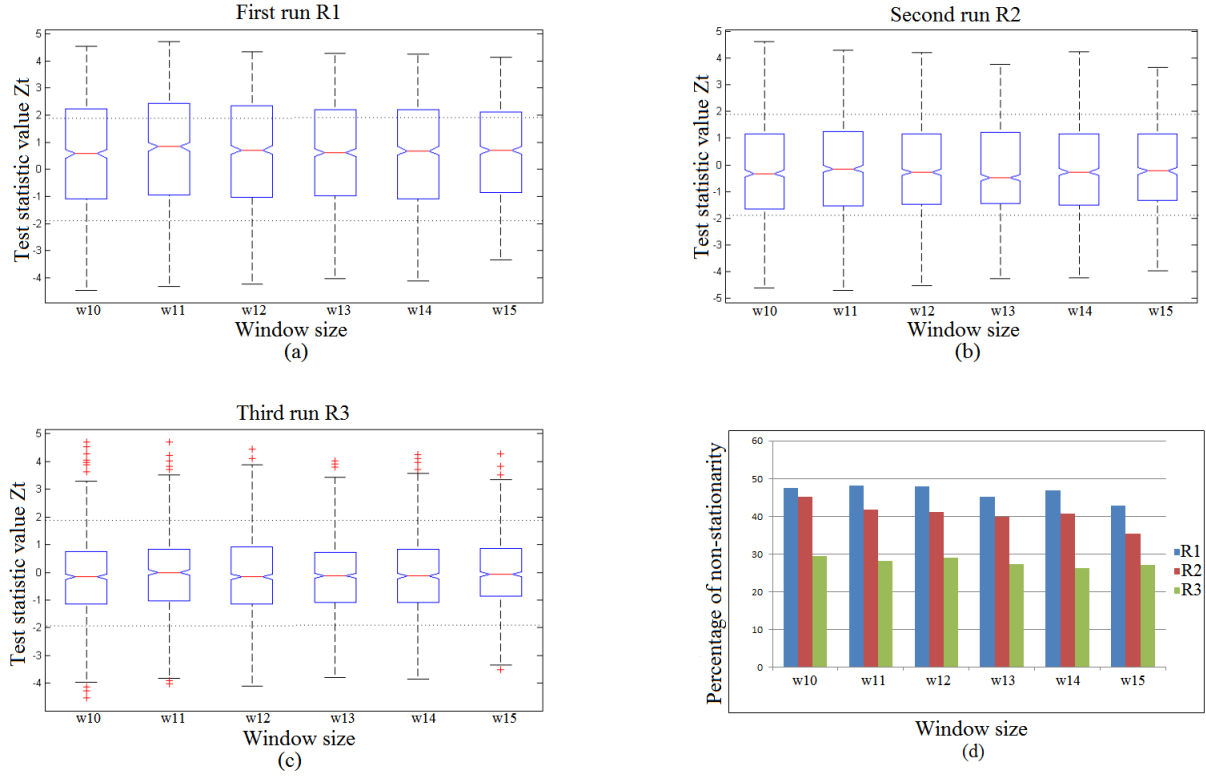 First run R1
Test statistic value Zt
5
4
3
2
1
0
-1
-2
-3
-4
w10 w11 w12 w13 w14 w15
Window size
(a)
Second run R2
Test statistic value Zt
5
4
3
2
1
0
-1
-2
-3
-4
-5
w10 w11 w12 w13 w14 w15
Window size
(b)
Third run R3
Test statistic value Zt
5
4
3
2
1
0
-1
-2
-3
-4
w10 w11 w12 w13 w14 w15
Window size
(c)
Percentage of non-stationarity
60
50
40
30
20
10
0
w10 w11 w12 w13 w14 w15
R1
R2
R3
Window size
(d)